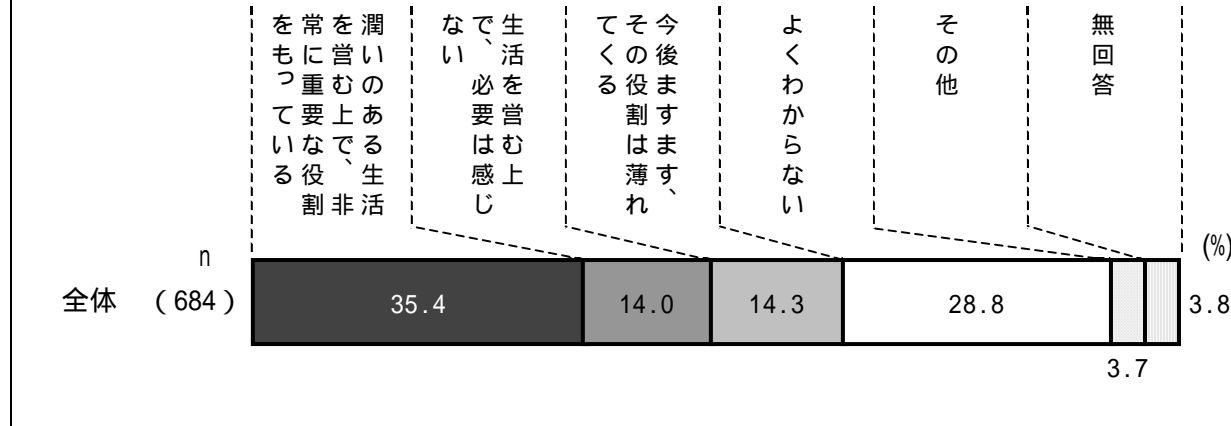 潤いのある生活
を営む上で、非
常に重要な役割
をもっている
生活を営む上
で、必要は感じ
ない
今後ますます、
その役割は薄れ
てくる
よくわからない
その他
無回答
(%)
n
全体 （684）
35.4
14.0
14.3
28.8
3.8
3.7